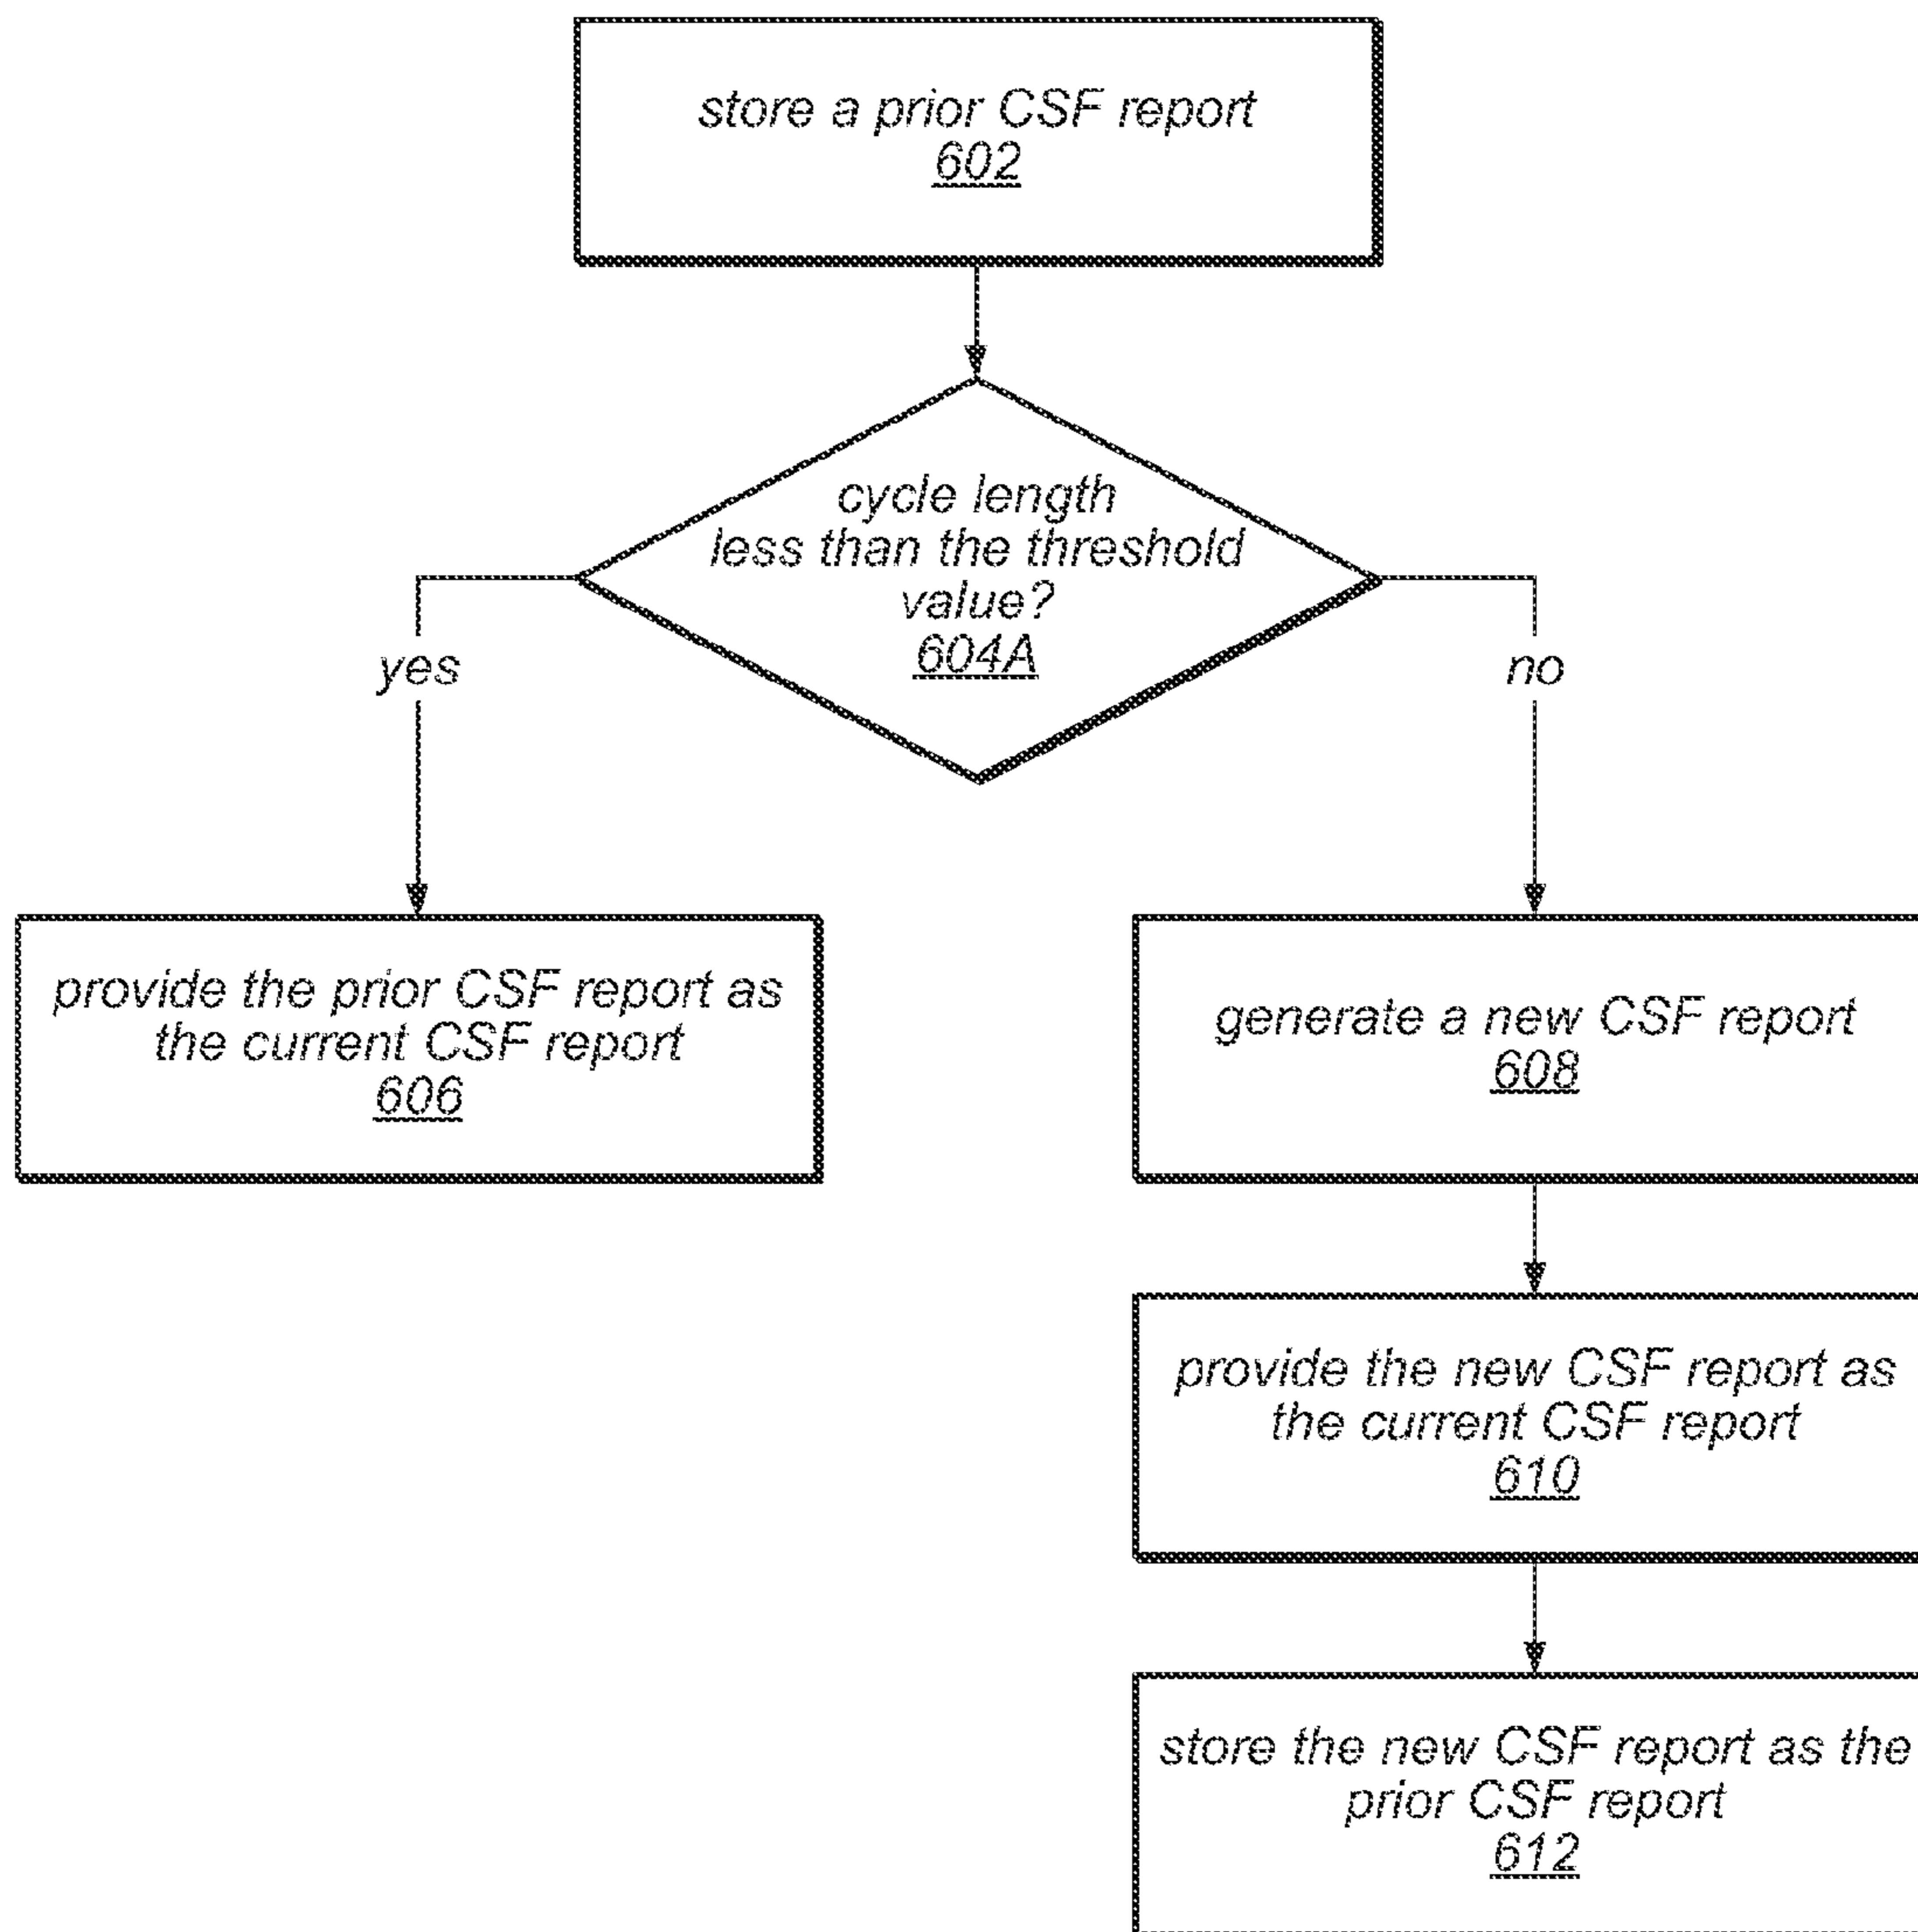 store a prior CSF report
602
cycle length
less than the threshold
value?
604A
yes
no
provide the prior CSF report as
the current CSF report
606
generate a new CSF report
608
provide the new CSF report as
the current CSF report
610
store the new CSF report as the
prior CSF report
612